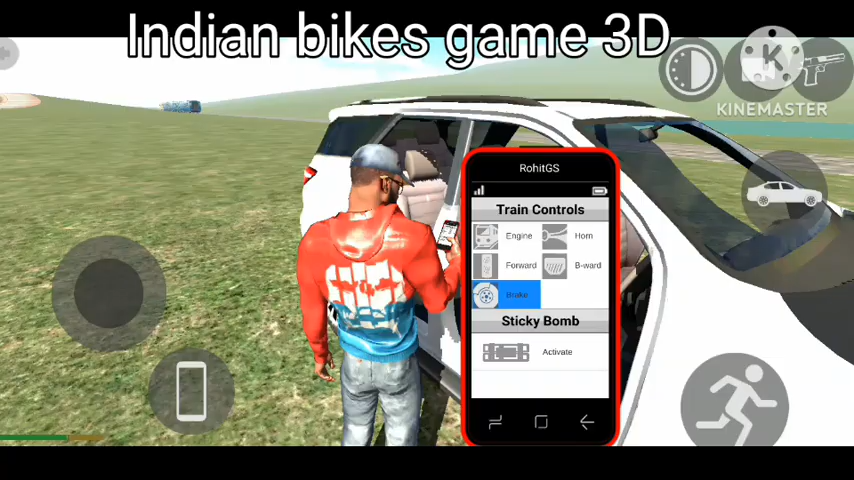 Indian bikes game 3D
KINEMASTER
RohitGS
Train Controls
Engine Horn
Forward B-ward
Brake
Sticky Bomb
Activate